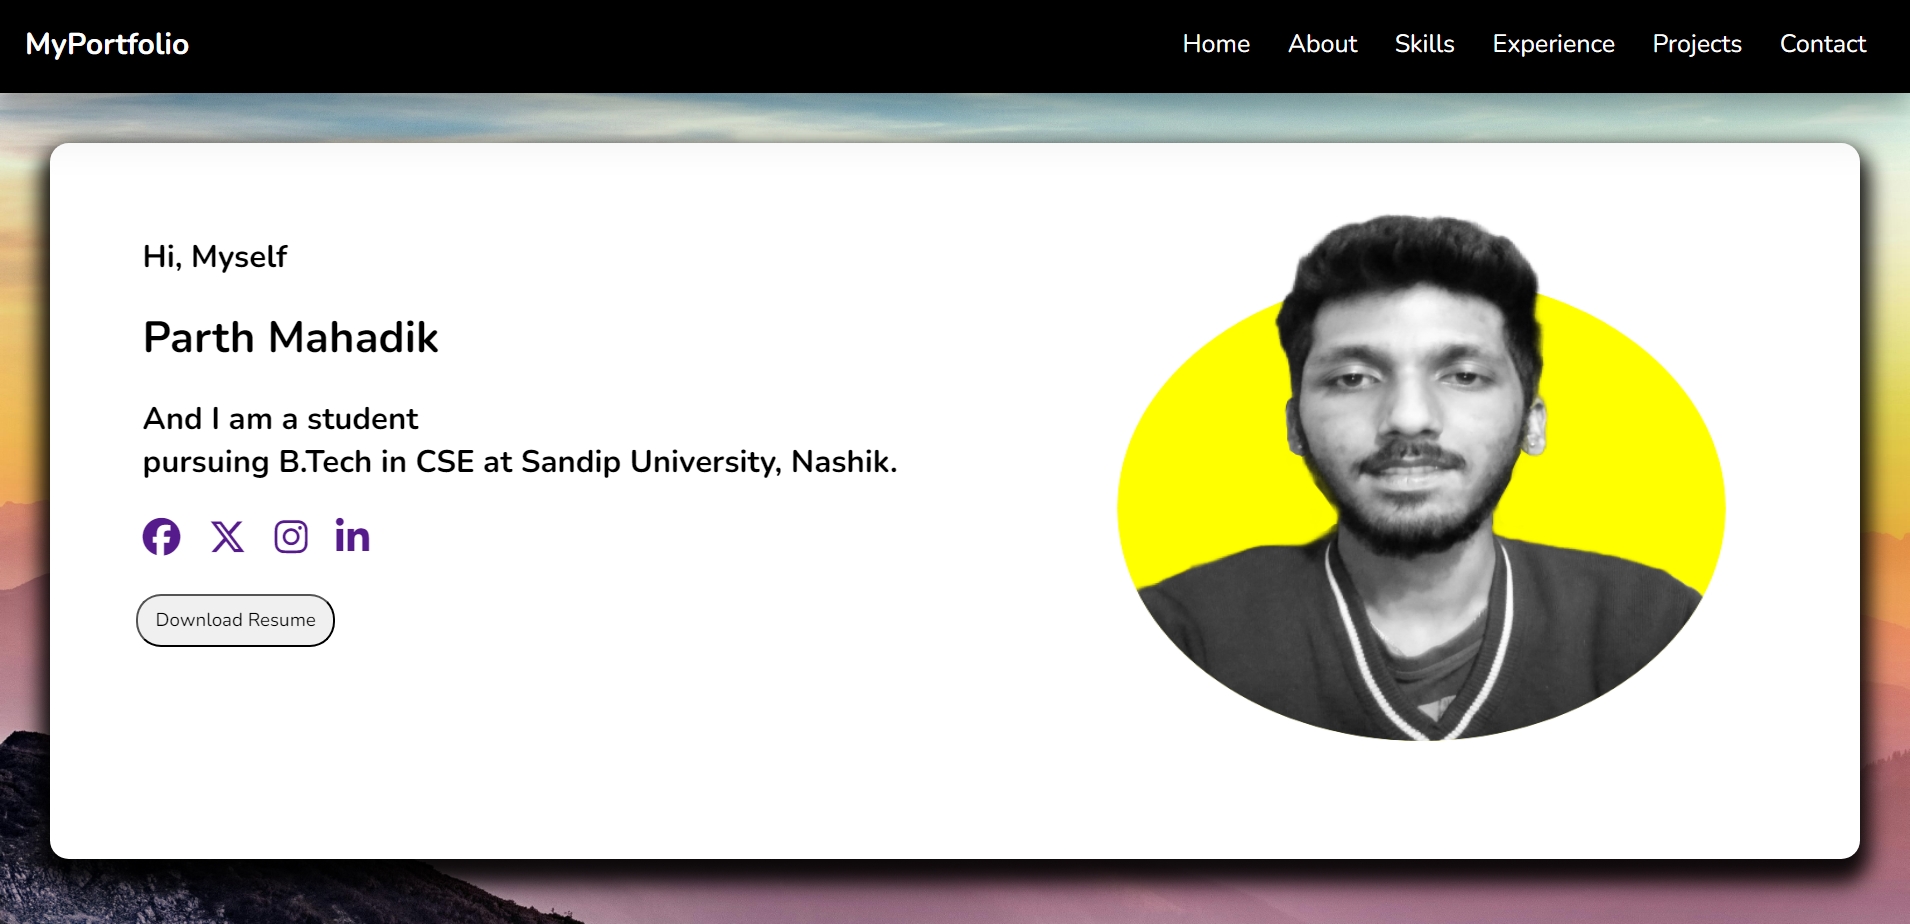 MyPortfolio
Home About Skills Experience Projects Contact
Hi, Myself
Parth Mahadik
And I am a student
pursuing B.Tech in CSE at Sandip University, Nashik.
Download Resume